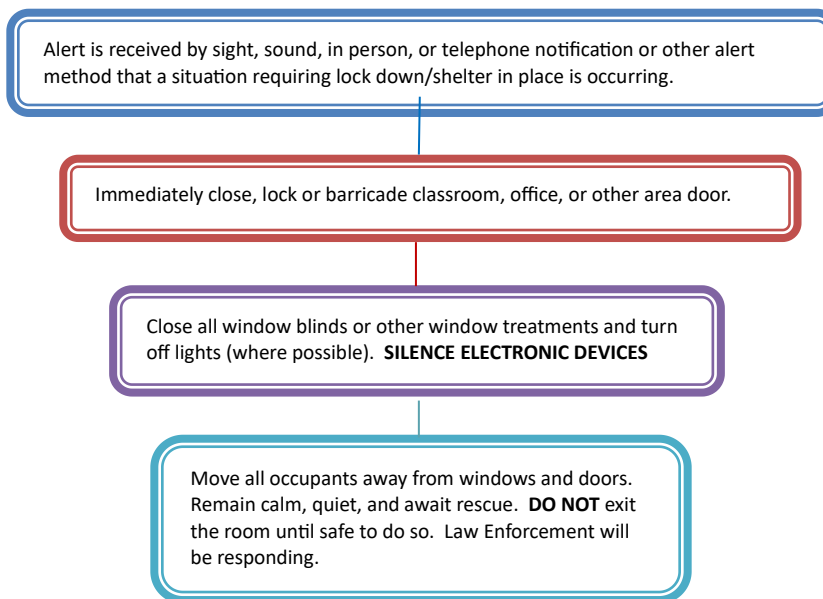 Alert is received by sight, sound, in person, or telephone notification or other alert
method that a situation requiring lock down/shelter in place is occurring.
Immediately close, lock or barricade classroom, office, or other area door.
Close all window blinds or other window treatments and turn
off lights (where possible).  SILENCE ELECTRONIC DEVICES
Move all occupants away from windows and doors.
Remain calm, quiet, and await rescue.  DO NOT exit
the room until safe to do so.  Law Enforcement will
be responding.